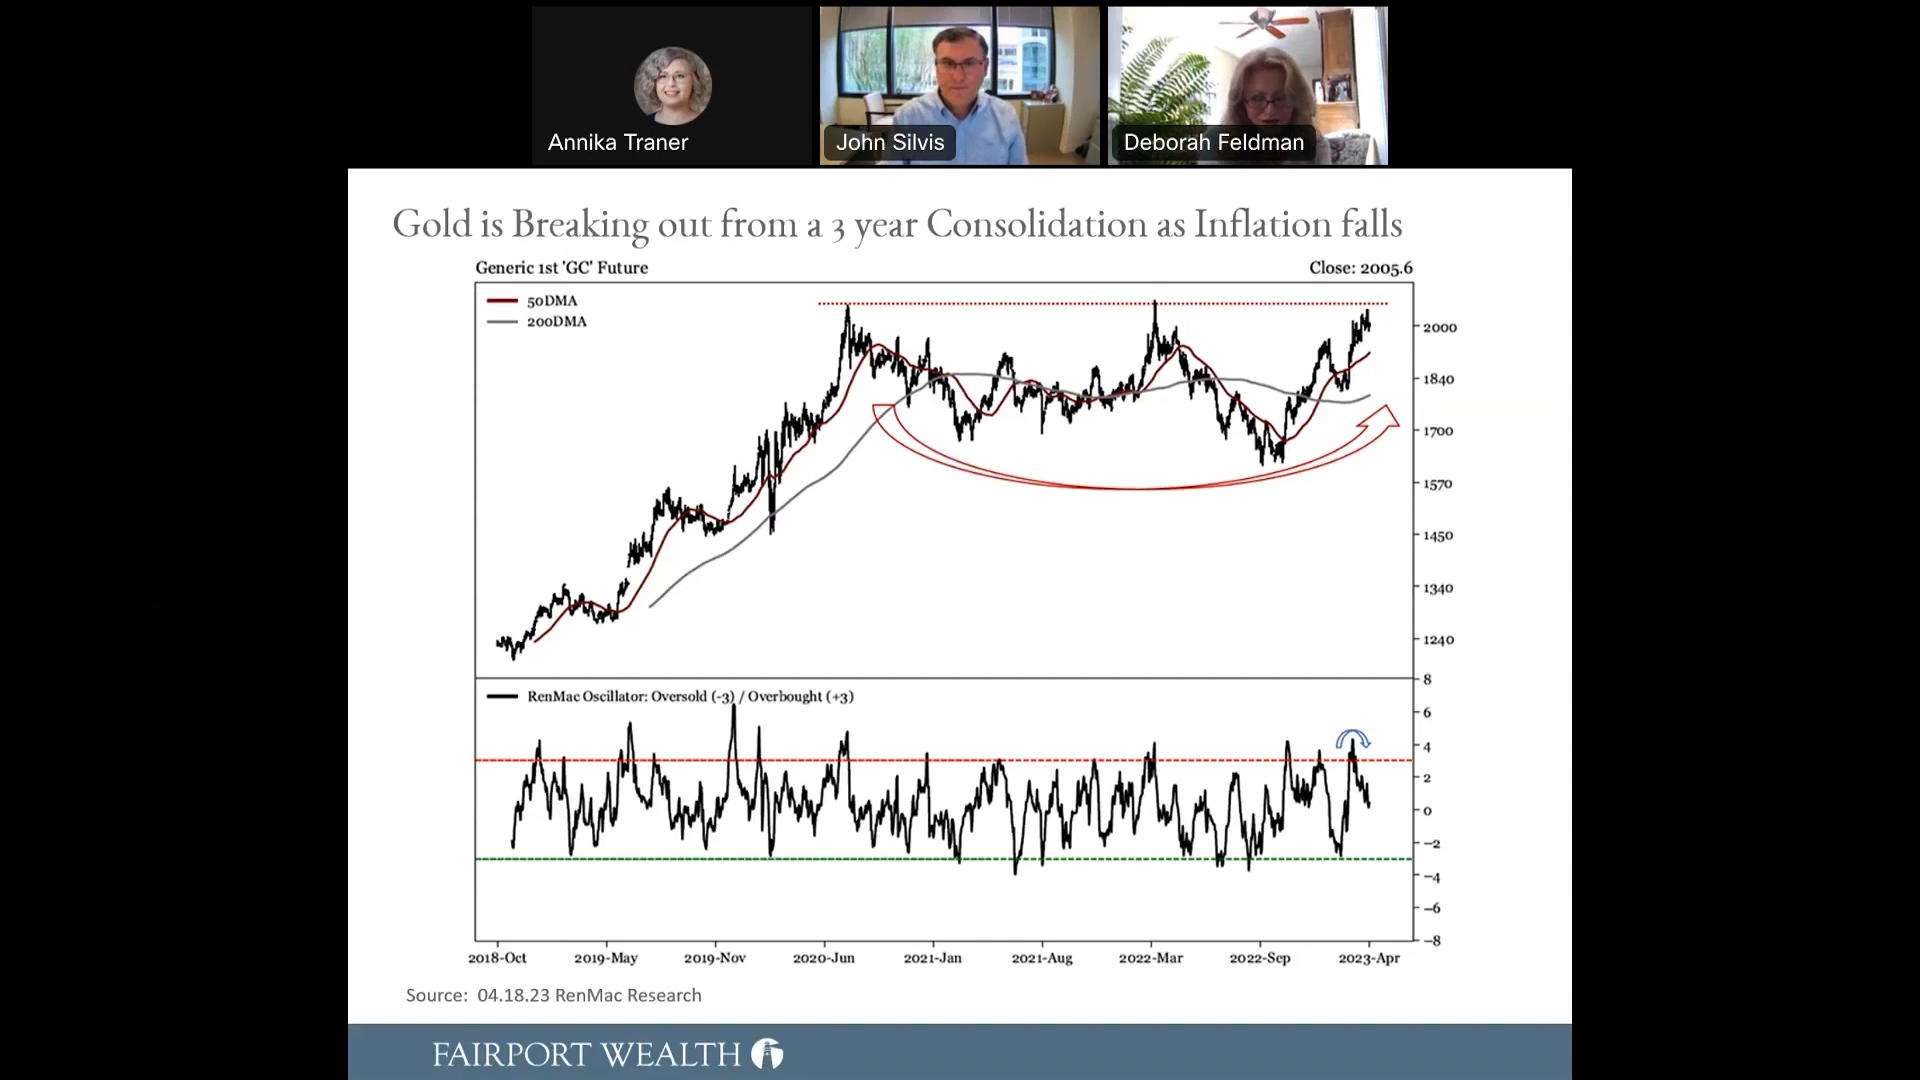 Annika Traner
John Silvis
Deborah Feldman
Gold is Breaking out from a 3 year Consolidation as Inflation falls
Generic 1st 'GC' Future
Close: 2005.6
50DMA
200DMA
2000
1840
1700
1570
1450
1340
1240
RenMac Oscillator: Oversold (-3) / Overbought (+3)
8
6
4
2
0
−2
−4
−6
−8
2018-Oct 2019-May 2019-Nov 2020-Jun 2021-Jan 2021-Aug 2022-Mar 2022-Sep 2023-Apr
Source: 04.18.23 RenMac Research
FAIRPORT WEALTH